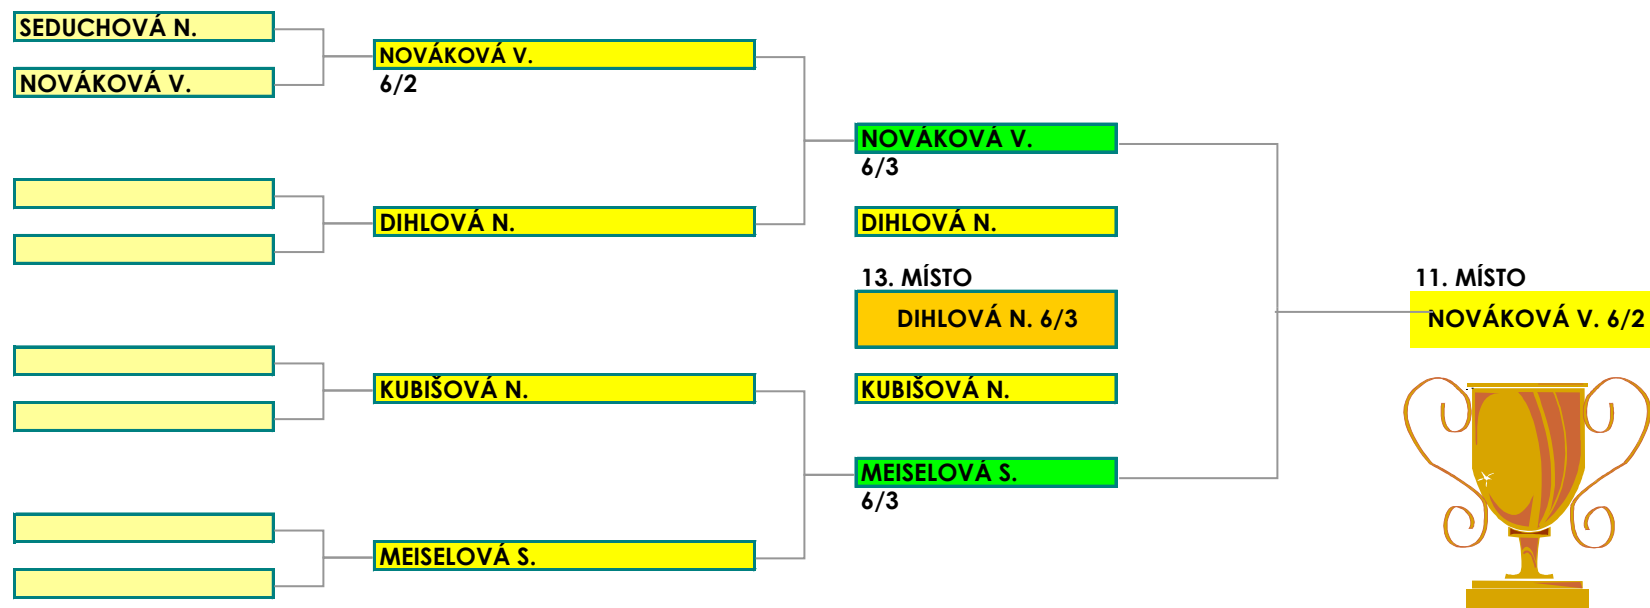 SEDUCHOVÁ N.
NOVÁKOVÁ V.
NOVÁKOVÁ V.
6/2
DIHLOVÁ N.
KUBIŠOVÁ N.
MEISELOVÁ S.
NOVÁKOVÁ V.
6/3
DIHLOVÁ N.
13. MÍSTO
DIHLOVÁ N. 6/3
KUBIŠOVÁ N.
MEISELOVÁ S.
6/3
11. MÍSTO
NOVÁKOVÁ V. 6/2